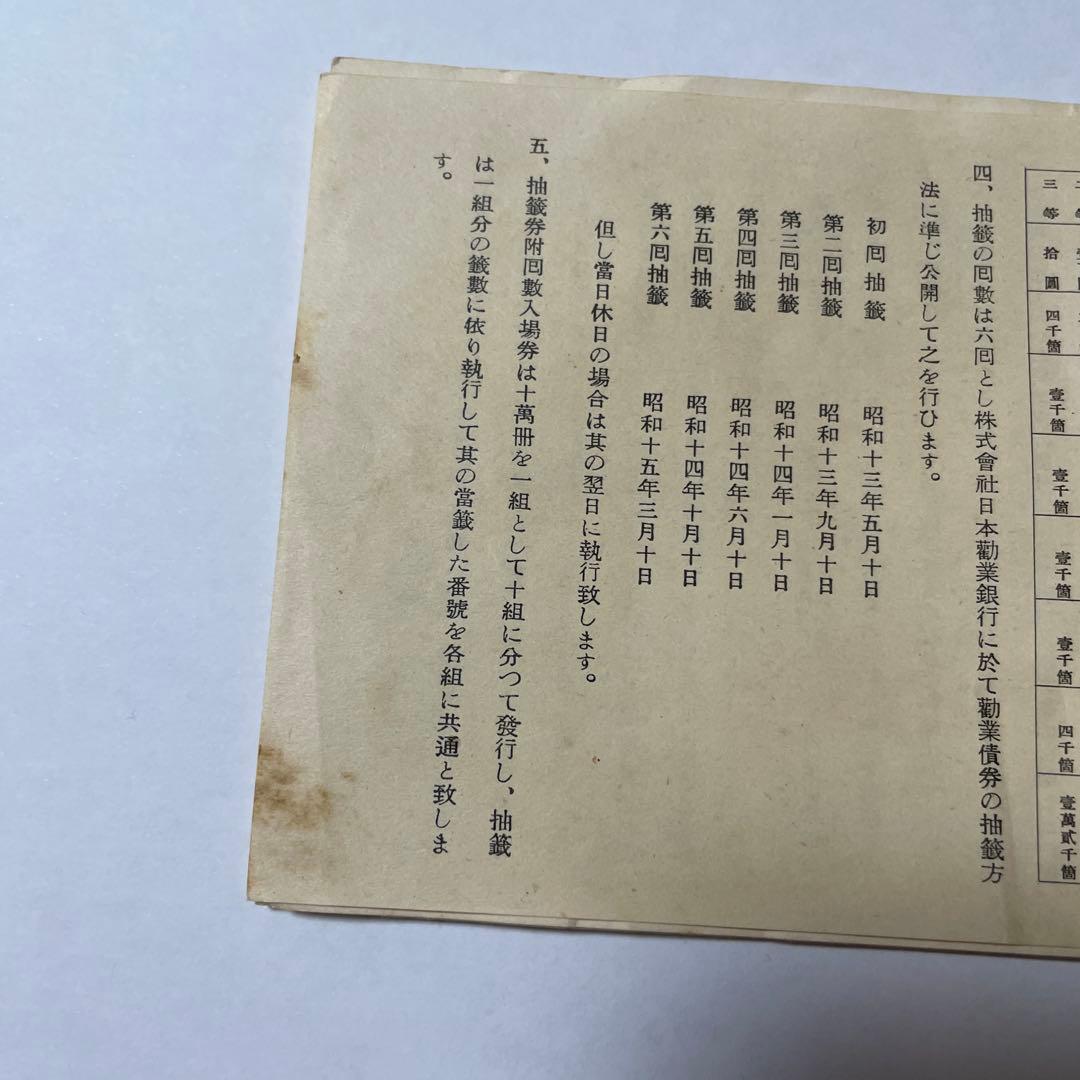 三等 拾圓 四千箇 壹千箇 壹千箇 壹千箇 壹千箇 四千箇 壹萬貳千箇
四、抽籤の囘數は六囘とし株式會社日本勸業銀行に於て勸業債券の抽籤方
法に準じ公開して之を行ひます。
初囘抽籤 昭和十三年五月十日
第二囘抽籤 昭和十三年九月十日
第三囘抽籤 昭和十四年一月十日
第四囘抽籤 昭和十四年六月十日
第五囘抽籤 昭和十四年十月十日
第六囘抽籤 昭和十五年三月十日
但し當日休日の場合は其の翌日に執行致します。
五、抽籤券附囘數入場券は十萬冊を一組として十組に分つて發行し、抽籤
は一組分の籤數に依り執行して其の當籤した番號を各組に共通と致しま
す。